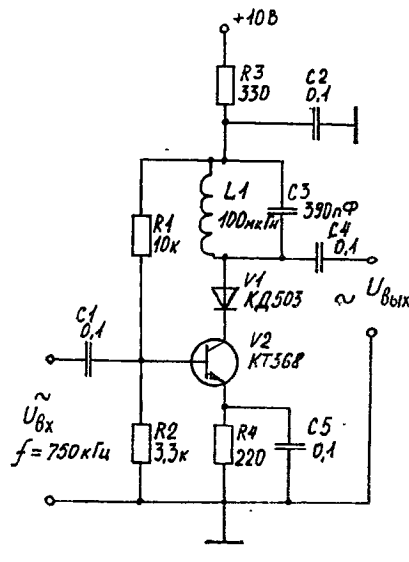 +10В
R3
330
C2
0,1
L1
100мкГн
C3
390пФ
R1
10к
C4
0,1
V1
КД503
Uвых
~
C1
0,1
V2
КТ368
~
Uвх
f = 750кГц
R2
3,3к
R4
220
C5
0,1